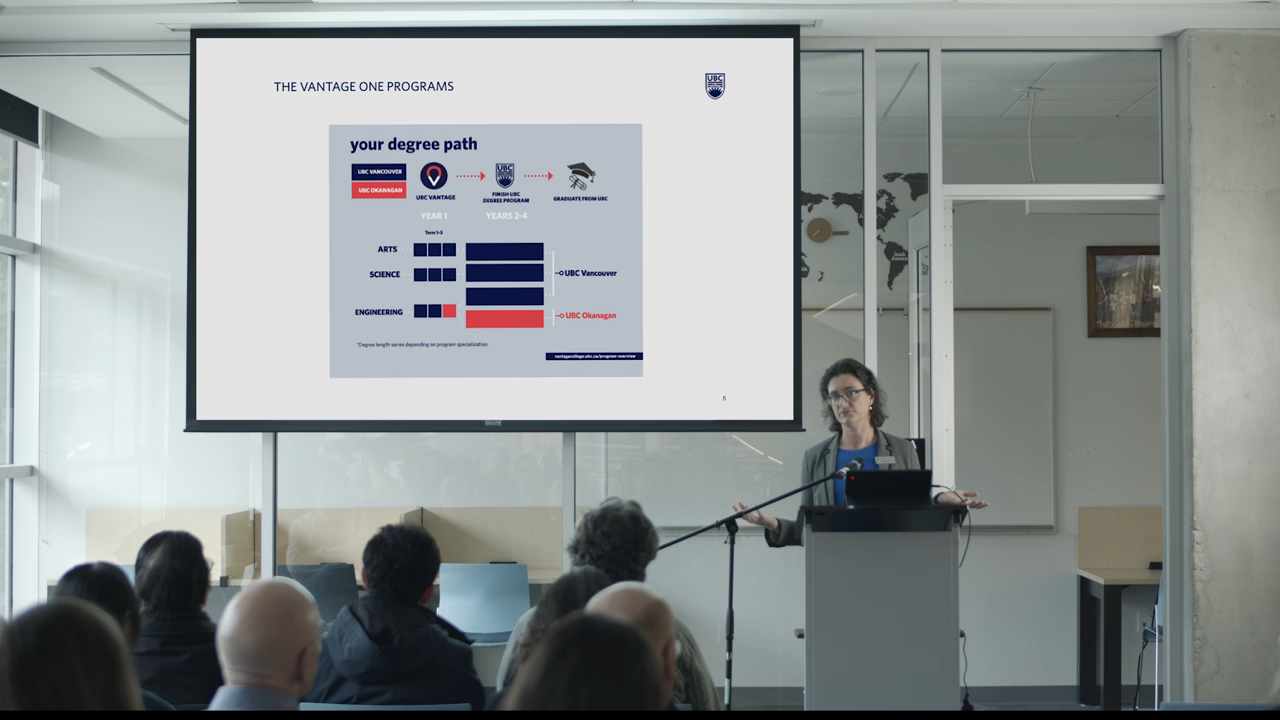 THE VANTAGE ONE PROGRAMS
UBC
your degree path
UBC VANCOUVER
UBC OKANAGAN
UBC
UBC VANTAGE
FINISH UBC
DEGREE PROGRAM
GRADUATE FROM UBC
YEAR 1
YEARS 2-4
Term 1-3
ARTS
SCIENCE
UBC Vancouver
ENGINEERING
UBC Okanagan
*Degree length varies depending on program specialization.
vantagecollege.ubc.ca/program-overview
5